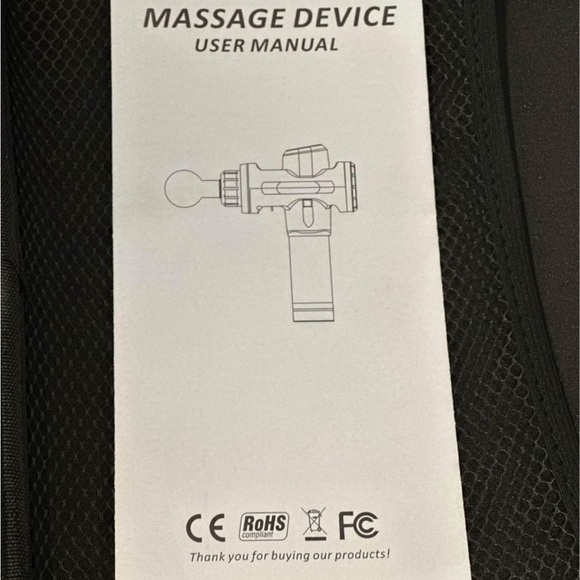 MASSAGE DEVICE
USER MANUAL
CE RoHS FC
compliant
Thank you for buying our products!